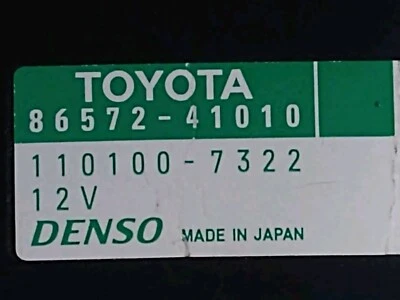 TOYOTA
86572-41010
110100-7322
12V
DENSO MADE IN JAPAN